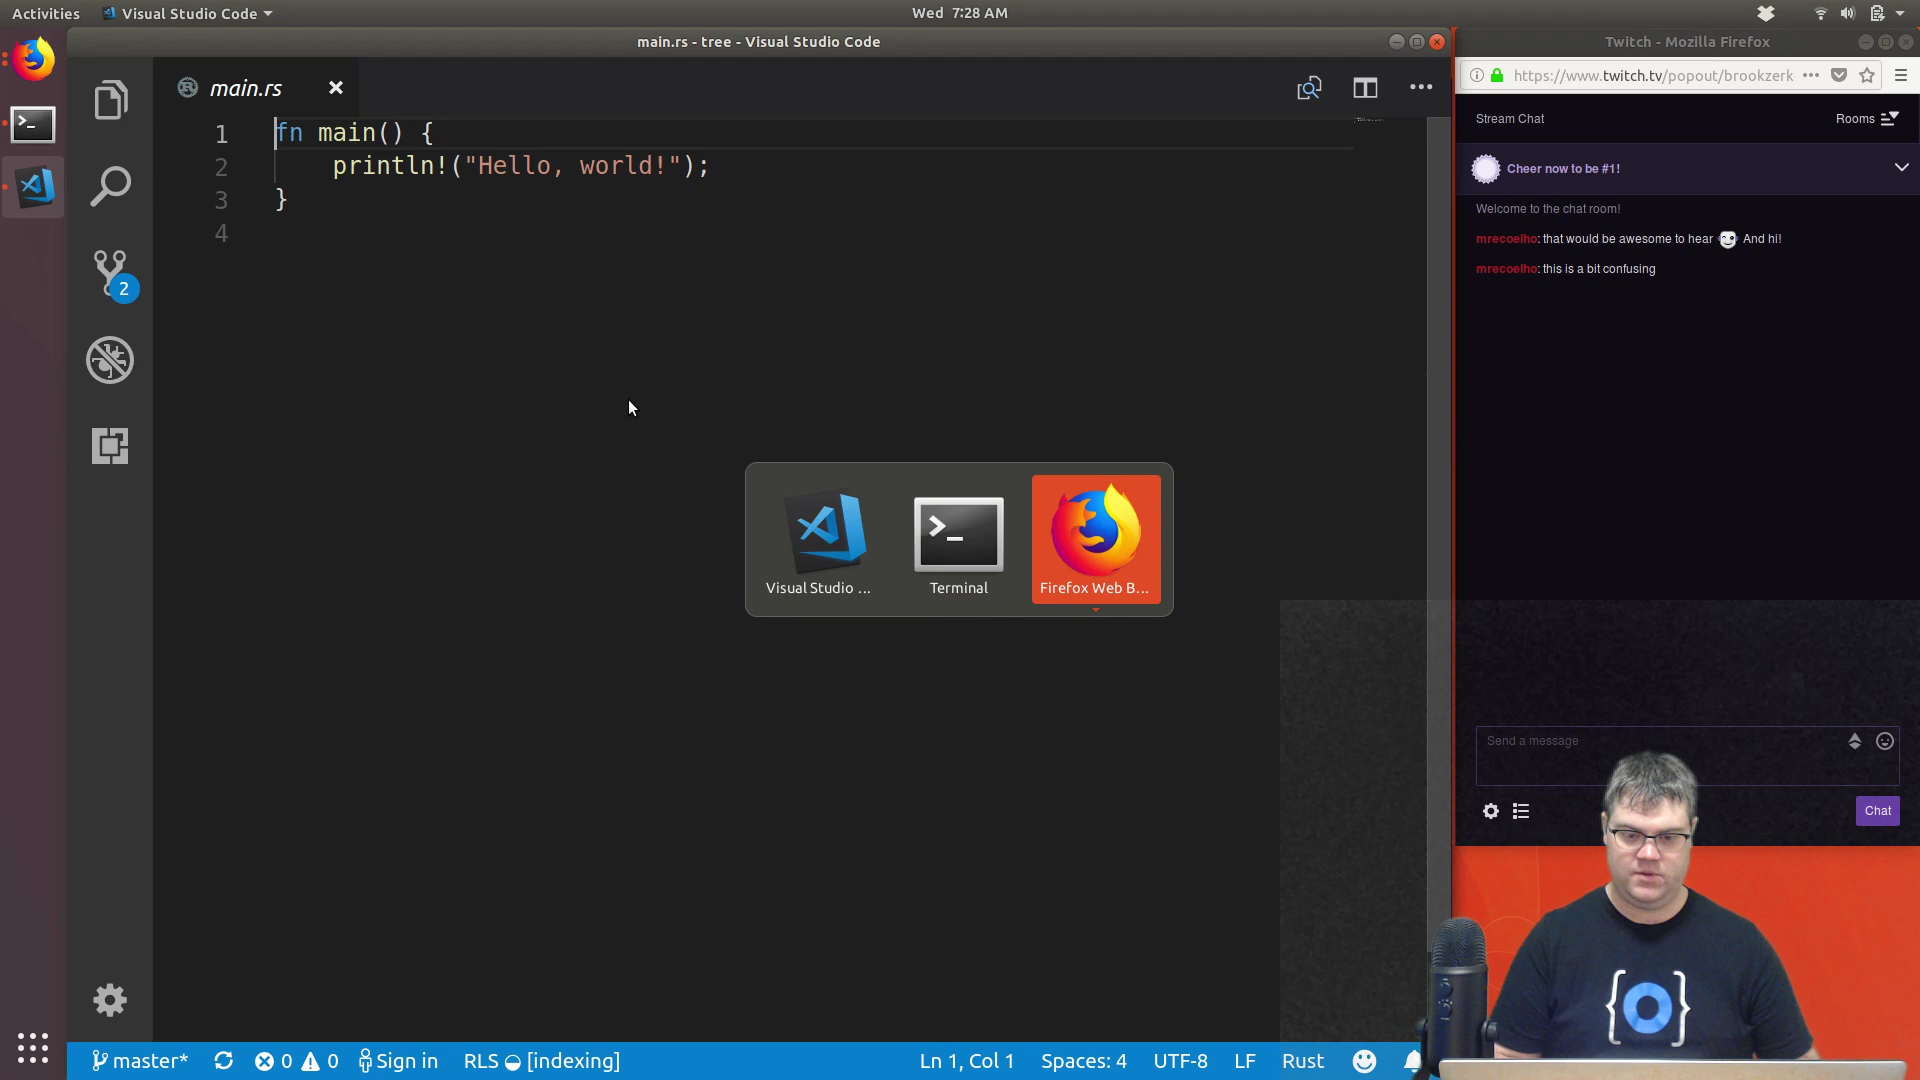 Activities
Visual Studio Code
Wed 7:28 AM
main.rs - tree - Visual Studio Code
Twitch - Mozilla Firefox
main.rs
https://www.twitch.tv/popout/brookzerk
1 fn main() {
2     println!("Hello, world!");
3 }
4
Stream Chat
Rooms
Cheer now to be #1!
Welcome to the chat room!
mrecoelho: that would be awesome to hear And hi!
mrecoelho: this is a bit confusing
2
Visual Studio ...
Terminal
Firefox Web B...
Send a message
Chat
master*
0
0
Sign in
RLS [indexing]
Ln 1, Col 1
Spaces: 4
UTF-8
LF
Rust